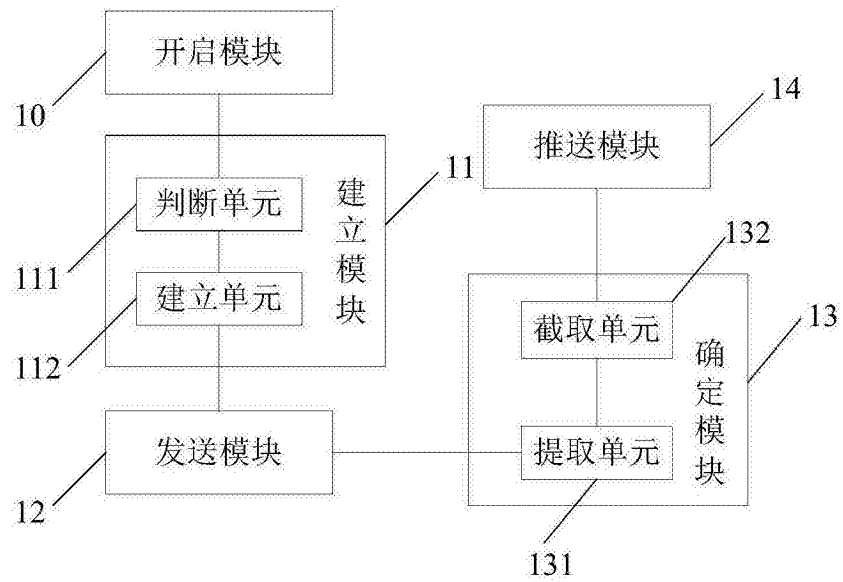 开启模块
10
14
推送模块
11
判断单元
建立模块
111
132
建立单元
截取单元
13
112
确定模块
发送模块
提取单元
12
131